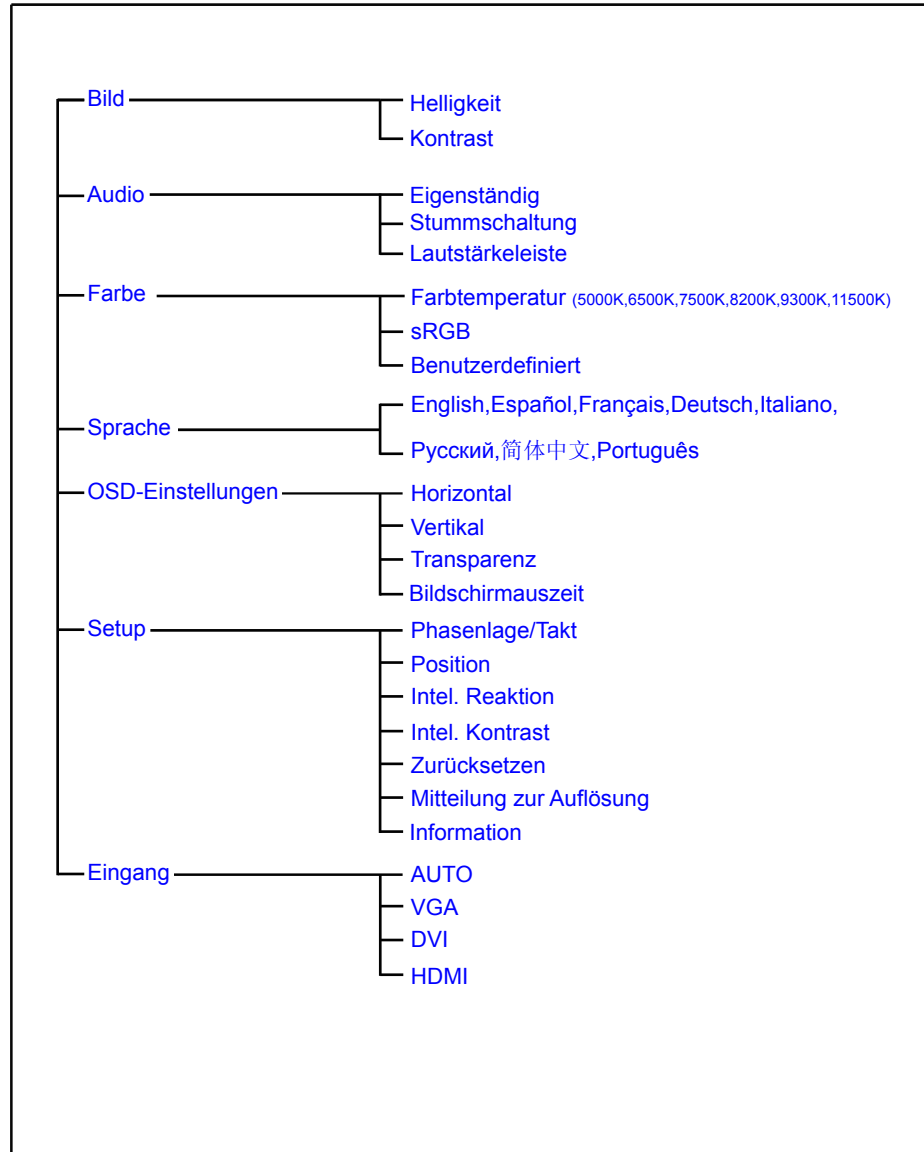 Bild
Helligkeit
Kontrast
Audio
Eigenständig
Stummschaltung
Lautstärkeleiste
Farbe
Farbtemperatur (5000K,6500K,7500K,8200K,9300K,11500K)
sRGB
Benutzerdefiniert
Sprache
English,Español,Français,Deutsch,Italiano,
Русский,简体中文,Português
OSD-Einstellungen
Horizontal
Vertikal
Transparenz
Bildschirmauszeit
Setup
Phasenlage/Takt
Position
Intel. Reaktion
Intel. Kontrast
Zurücksetzen
Mitteilung zur Auflösung
Information
Eingang
AUTO
VGA
DVI
HDMI